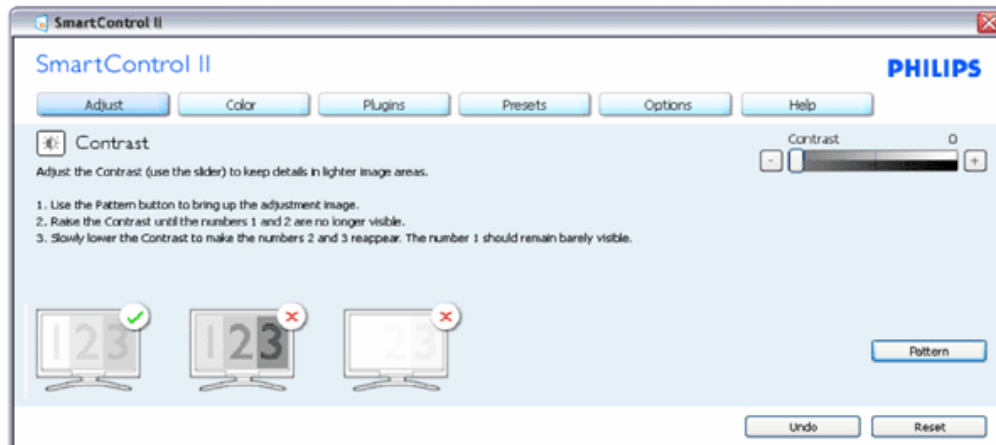 SmartControl II
SmartControl II
PHILIPS
Adjust Color Plugins Presets Options Help
Contrast
Contrast 0
- +
Adjust the Contrast (use the slider) to keep details in lighter image areas.
1. Use the Pattern button to bring up the adjustment image.
2. Raise the Contrast until the numbers 1 and 2 are no longer visible.
3. Slowly lower the Contrast to make the numbers 2 and 3 reappear. The number 1 should remain barely visible.
123 123 23
Pattern
Undo Reset